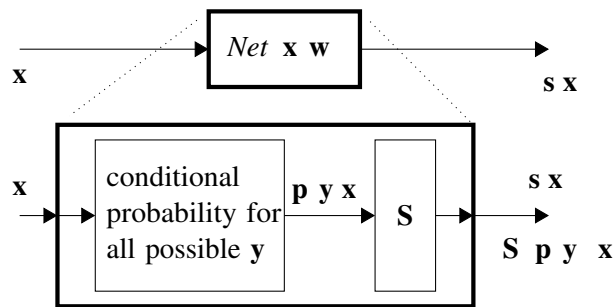 Net x w
x
s x
x
conditional
probability for
all possible y
p y x
S
s x
S p y x